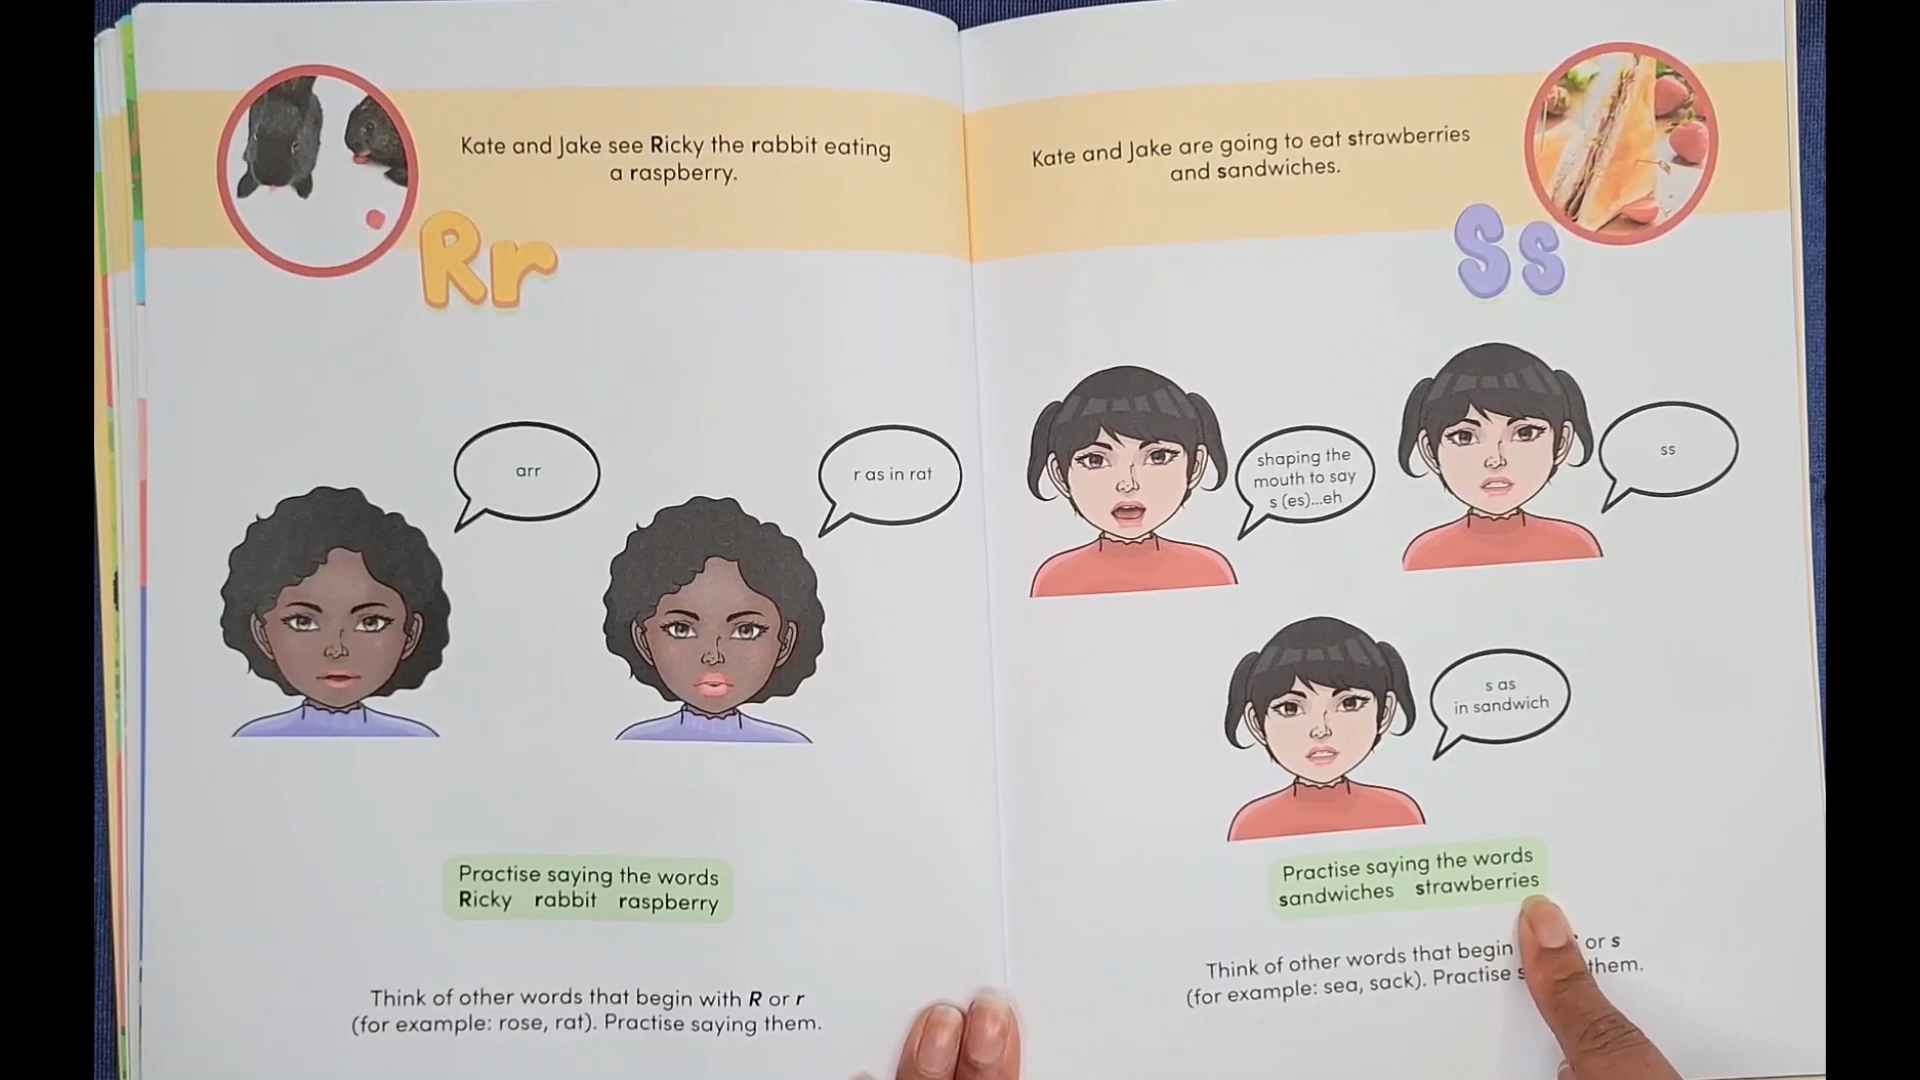 Kate and Jake see Ricky the rabbit eating
a raspberry.
Rr
arr
r as in rat
Practise saying the words
Ricky rabbit raspberry
Think of other words that begin with R or r
(for example: rose, rat). Practise saying them.
Kate and Jake are going to eat strawberries
and sandwiches.
Ss
shaping the
mouth to say
s (es)...eh
ss
s as
in sandwich
Practise saying the words
sandwiches strawberries
Think of other words that begin or s
(for example: sea, sack). Practise them.